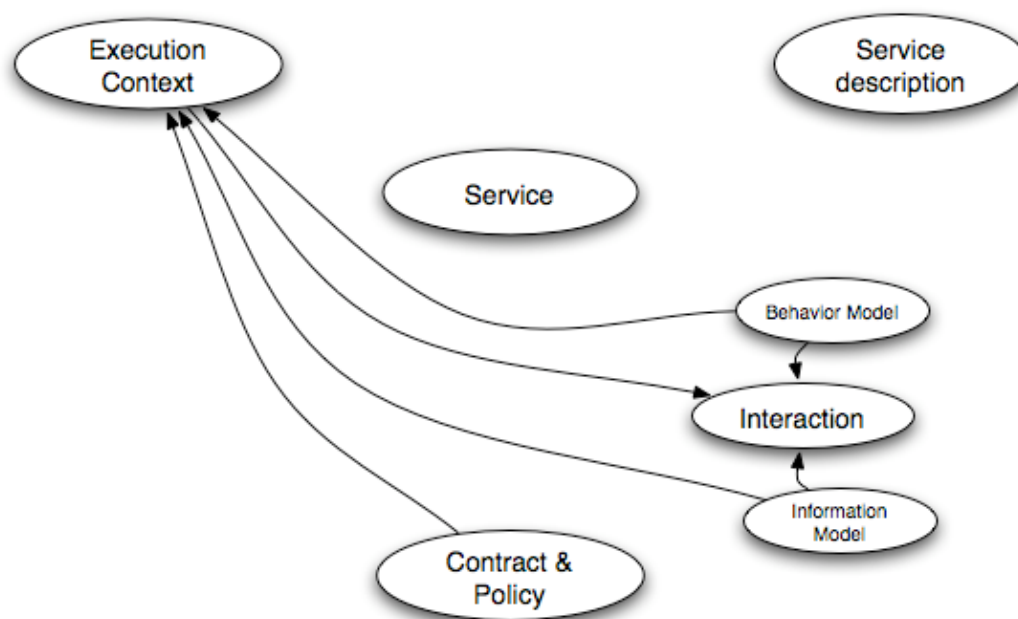 Execution
Context
Service
description
Service
Behavior Model
Interaction
Information
Model
Contract &
Policy